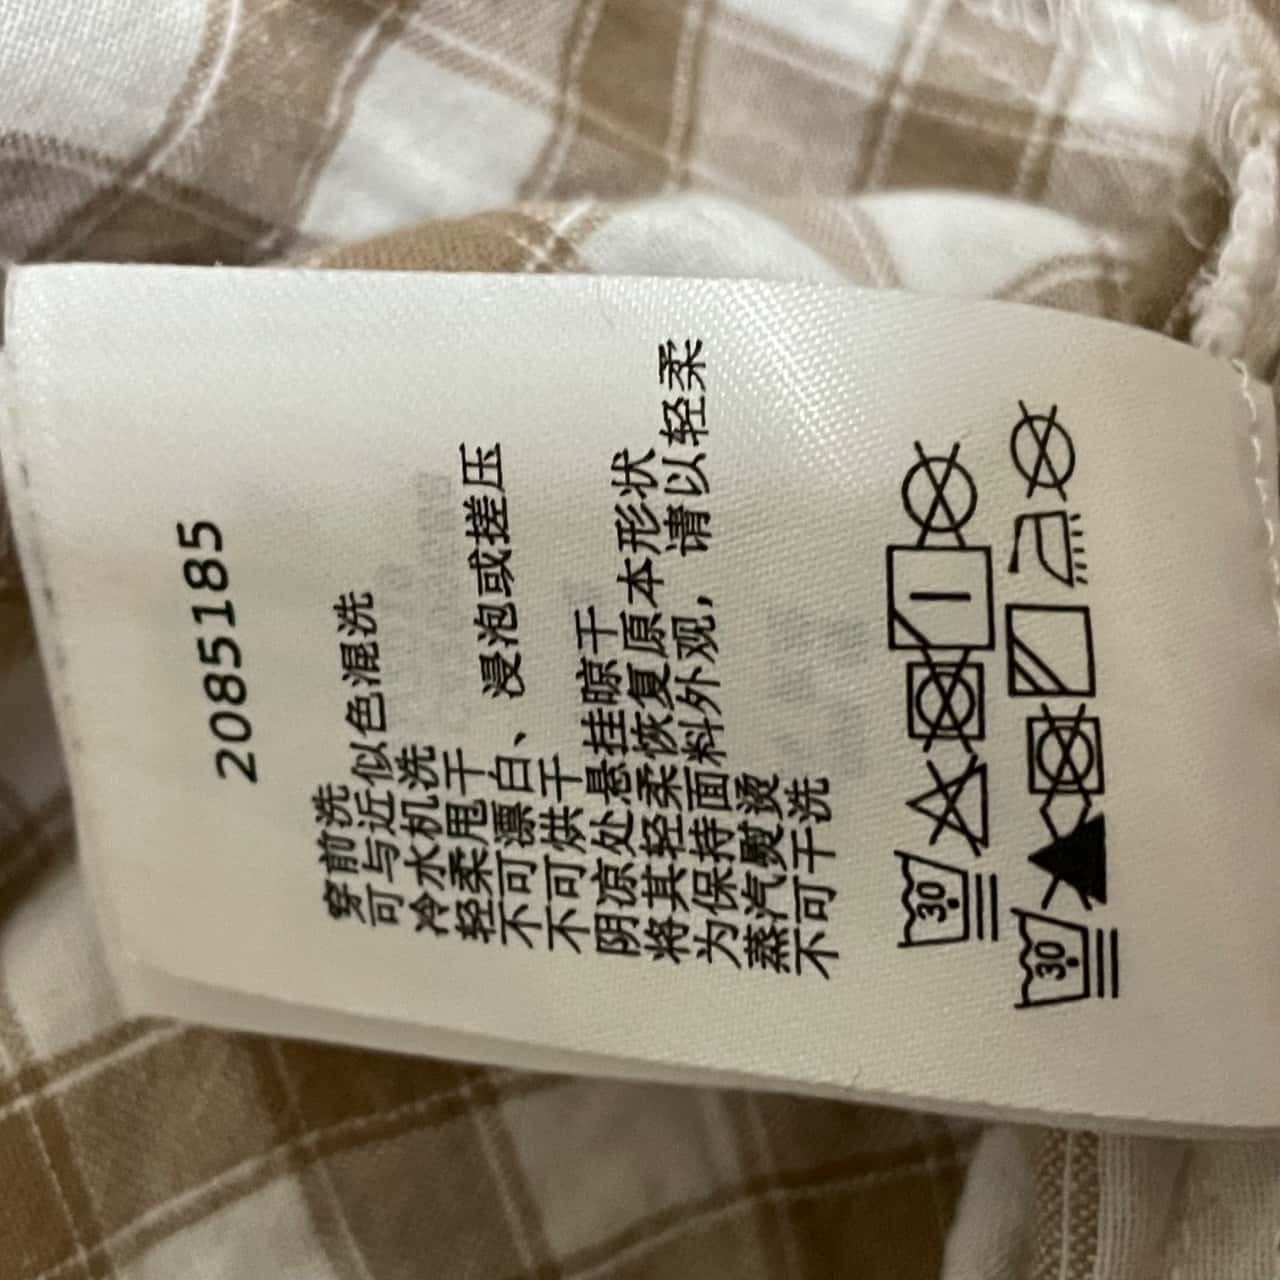 2085185
穿前洗
可与近似色混洗
冷水机洗
轻柔甩干
不可漂白、浸泡或搓压
不可烘干
阴凉处悬挂晾干
将其轻柔恢复原本形状
为保持面料外观，请以轻柔
蒸汽熨烫
不可干洗
30
30